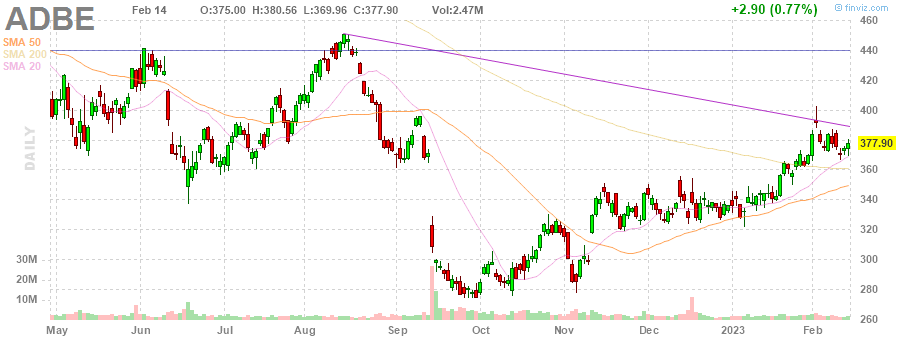 ADBE
Feb 14 O:375.00 H:380.56 L:369.96 C:377.90 Vol:2.47M
+2.90 (0.77%)
© finviz.com
SMA 50
SMA 200
SMA 20
DAILY
460
440
420
400
377.90
360
340
320
300
280
260
30M
20M
10M
May Jun Jul Aug Sep Oct Nov Dec 2023 Feb